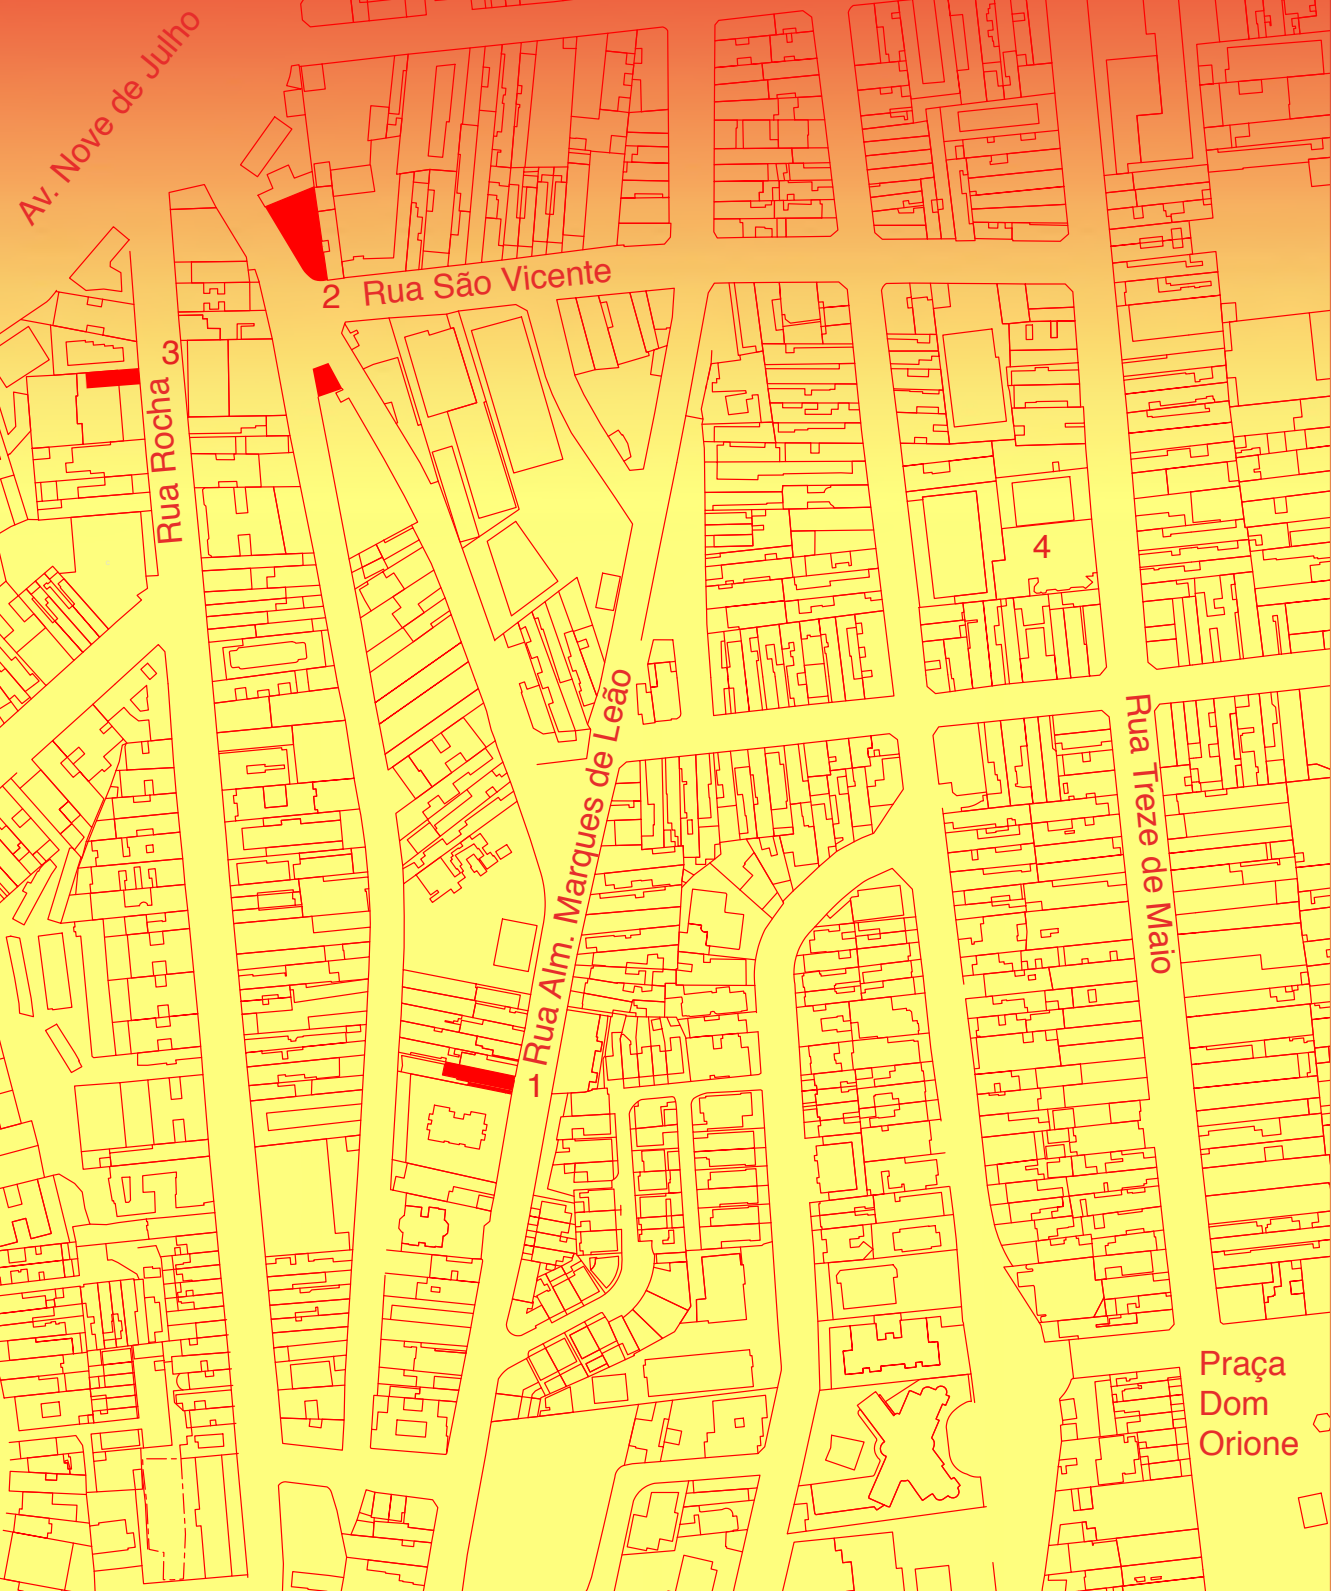 Av. Nove de Julho
2 Rua São Vicente
Rua Rocha 3
4
Rua Alm. Marques de Leão
1
Rua Treze de Maio
Praça
Dom
Orione